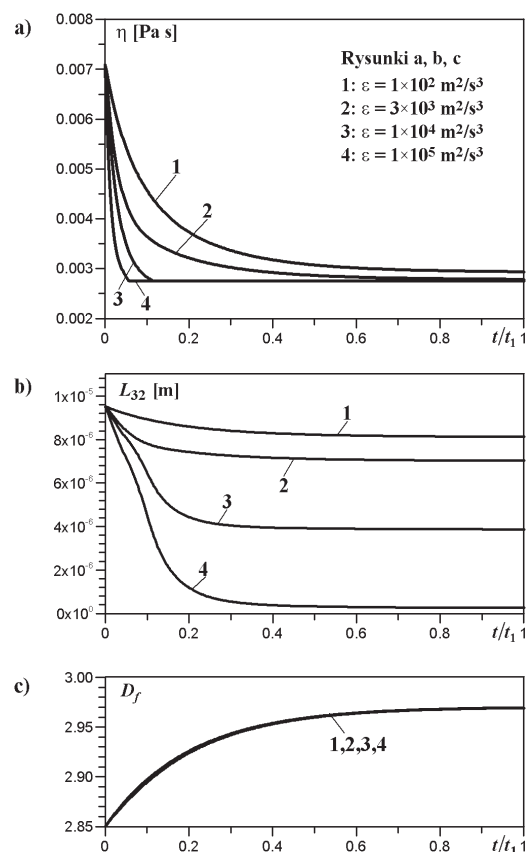 a)
η [Pa s]
0.008
0.007
0.006
0.005
0.004
0.003
0.002
Rysunki a, b, c
1: ε = 1×10² m²/s³
2: ε = 3×10³ m²/s³
3: ε = 1×10⁴ m²/s³
4: ε = 1×10⁵ m²/s³
1
2
3
4
0 0.2 0.4 0.6 0.8 t/t₁ 1
b)
L₃₂ [m]
1x10⁻⁵
8x10⁻⁶
6x10⁻⁶
4x10⁻⁶
2x10⁻⁶
0x10⁰
1
2
3
4
0 0.2 0.4 0.6 0.8 t/t₁ 1
c)
D_f
3.00
2.95
2.90
2.85
1,2,3,4
0 0.2 0.4 0.6 0.8 t/t₁ 1